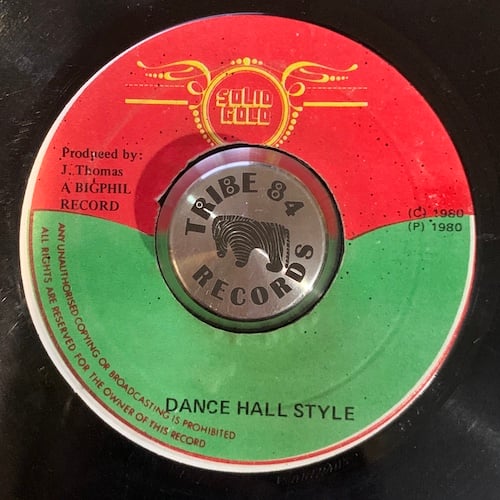 SOLID
GOLD
Produced by:
J. Thomas
A BIGPHIL
RECORD
TRIBE 84
RECORDS
(C) 1980
(P) 1980
ANY UNAUTHORISED COPYING OR BROADCASTING IS PROHIBITED
ALL RIGHTS ARE RESERVED FOR THE OWNER OF THIS RECORD
DANCE HALL STYLE